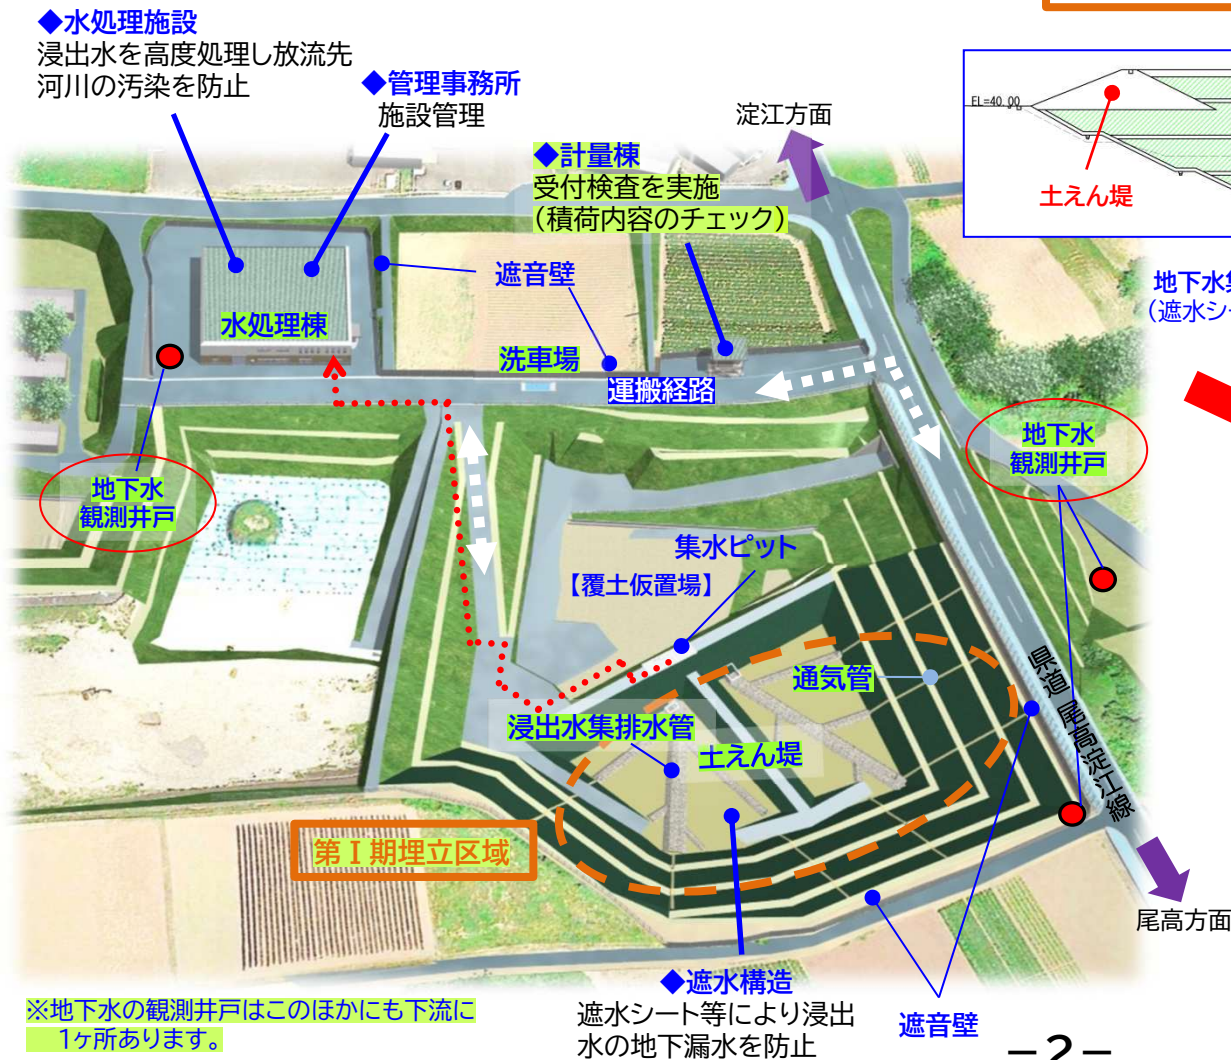 ◆水処理施設
浸出水を高度処理し放流先
河川の汚染を防止
◆管理事務所
施設管理
淀江方面
◆計量棟
受付検査を実施
（積荷内容のチェック）
EL=40.00
土えん堤
遮音壁
水処理棟
洗車場
運搬経路
地下水集
（遮水シー
地下水
観測井戸
地下水
観測井戸
集水ピット
【覆土仮置場】
通気管
浸出水集排水管
土えん堤
県道 尾高淀江線
第Ⅰ期埋立区域
尾高方面
◆遮水構造
遮水シート等により浸出
水の地下漏水を防止
遮音壁
※地下水の観測井戸はこのほかにも下流に
1ヶ所あります。
－2－